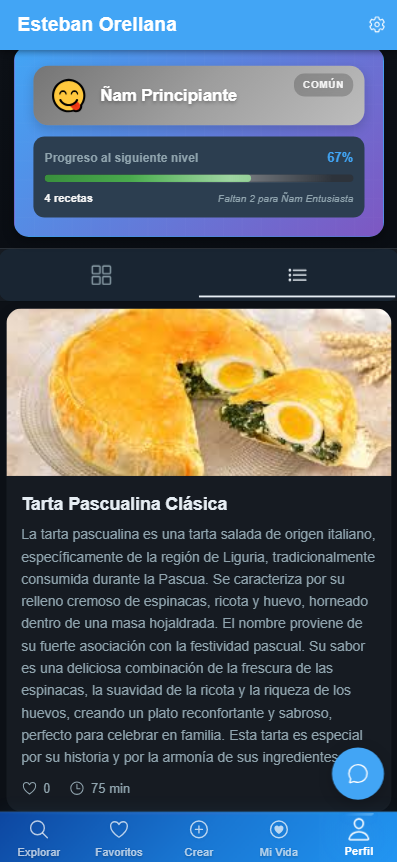 Esteban Orellana
Ñam Principiante
COMÚN
Progreso al siguiente nivel
67%
4 recetas
Faltan 2 para Ñam Entusiasta
Tarta Pascualina Clásica
La tarta pascualina es una tarta salada de origen italiano,
específicamente de la región de Liguria, tradicionalmente
consumida durante la Pascua. Se caracteriza por su
relleno cremoso de espinacas, ricota y huevo, horneado
dentro de una masa hojaldrada. El nombre proviene de
su fuerte asociación con la festividad pascual. Su sabor
es una deliciosa combinación de la frescura de las
espinacas, la suavidad de la ricota y la riqueza de los
huevos, creando un plato reconfortante y sabroso,
perfecto para celebrar en familia. Esta tarta es especial
por su historia y por la armonía de sus ingredientes
0
75 min
Explorar
Favoritos
Crear
Mi Vida
Perfil